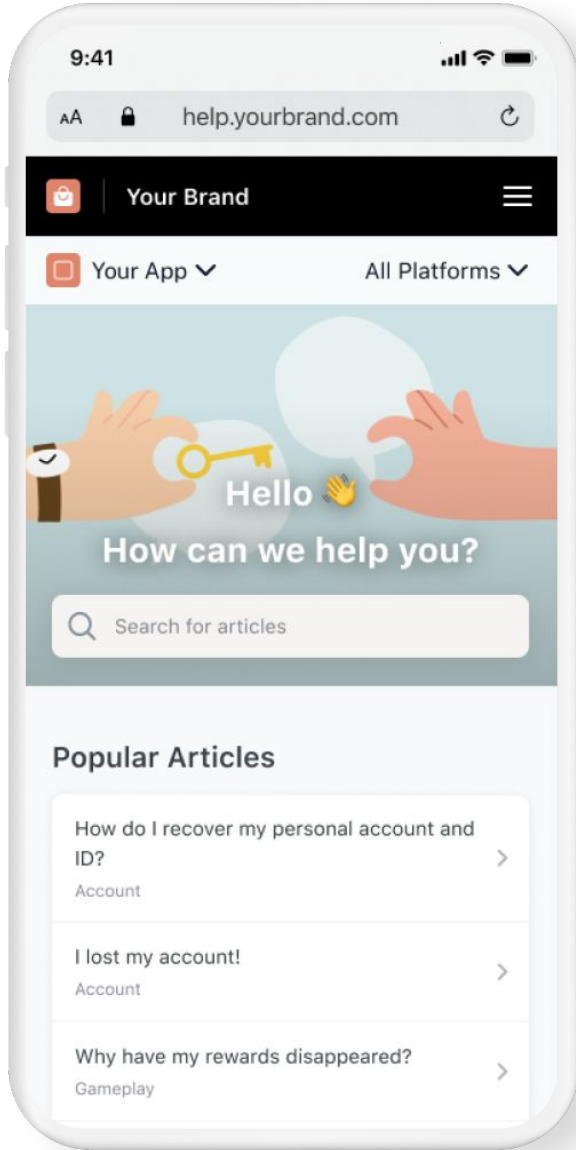 9:41
AA help.yourbrand.com
Your Brand
Your App All Platforms
Hello 👋
How can we help you?
Search for articles
Popular Articles
How do I recover my personal account and
ID?
Account
I lost my account!
Account
Why have my rewards disappeared?
Gameplay